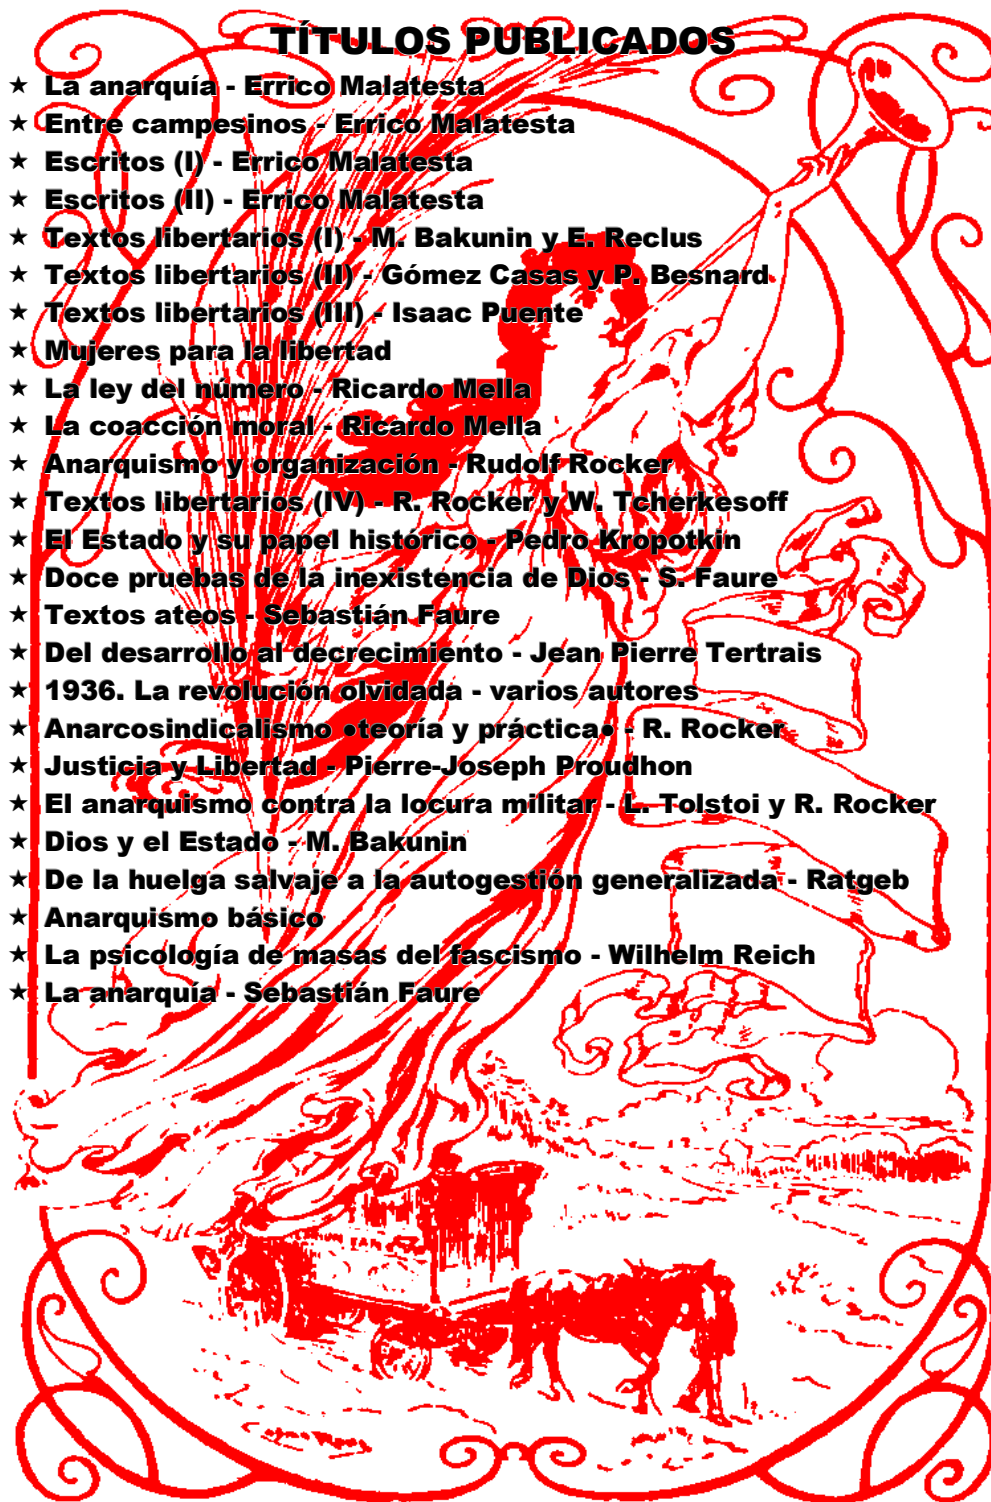 TÍTULOS PUBLICADOS
★ La anarquía - Errico Malatesta
★ Entre campesinos - Errico Malatesta
★ Escritos (I) - Errico Malatesta
★ Escritos (II) - Errico Malatesta
★ Textos libertarios (I) - M. Bakunin y E. Reclus
★ Textos libertarios (II) - Gómez Casas y P. Besnard
★ Textos libertarios (III) - Isaac Puente
★ Mujeres para la libertad
★ La ley del número - Ricardo Mella
★ La coacción moral - Ricardo Mella
★ Anarquismo y organización - Rudolf Rocker
★ Textos libertarios (IV) - R. Rocker y W. Tcherkesoff
★ El Estado y su papel histórico - Pedro Kropotkin
★ Doce pruebas de la inexistencia de Dios - S. Faure
★ Textos ateos - Sebastián Faure
★ Del desarrollo al decrecimiento - Jean Pierre Tertrais
★ 1936. La revolución olvidada - varios autores
★ Anarcosindicalismo •teoría y práctica• - R. Rocker
★ Justicia y Libertad - Pierre-Joseph Proudhon
★ El anarquismo contra la locura militar - L. Tolstoi y R. Rocker
★ Dios y el Estado - M. Bakunin
★ De la huelga salvaje a la autogestión generalizada - Ratgeb
★ Anarquismo básico
★ La psicología de masas del fascismo - Wilhelm Reich
★ La anarquía - Sebastián Faure